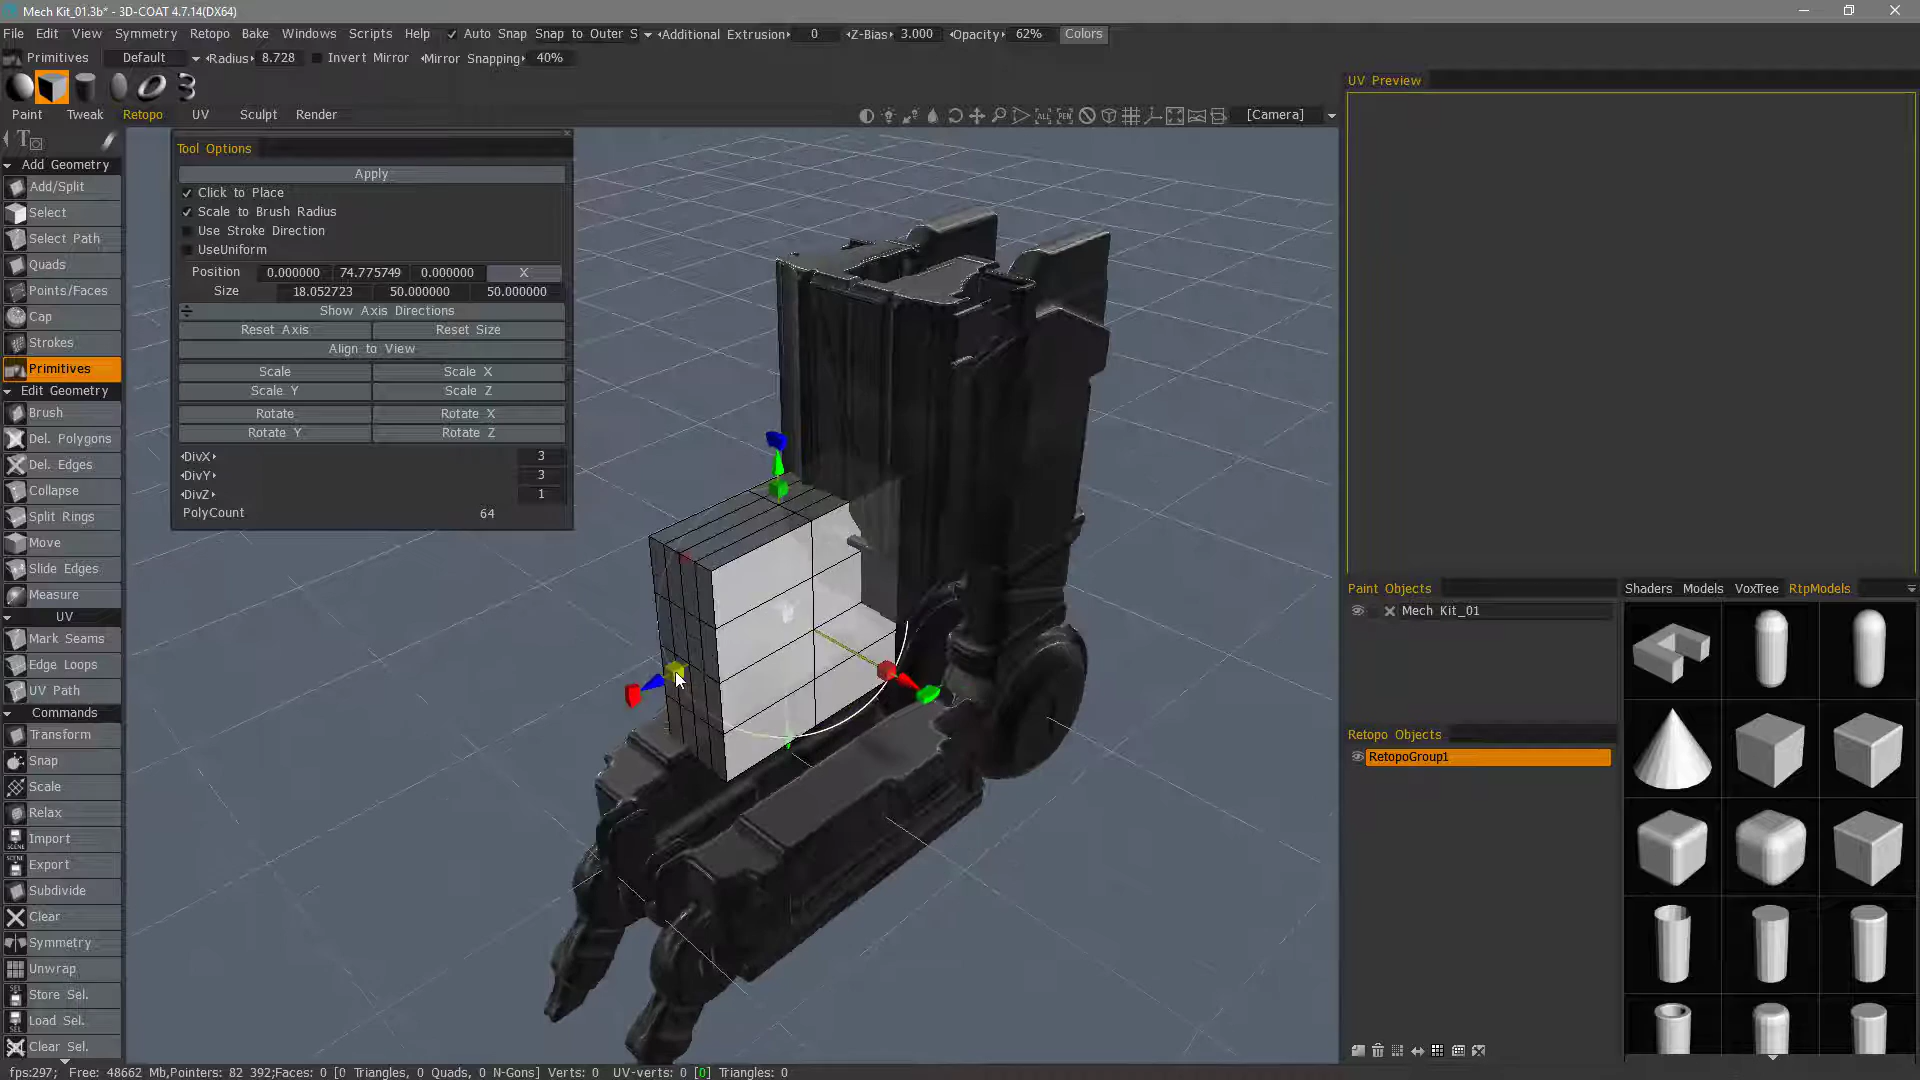 Mech Kit_01.3b* - 3D-COAT 4.7.14(DX64)
File Edit View Symmetry Retopo Bake Windows Scripts Help Auto Snap Snap to Outer S Additional Extrusion 0 Z-Bias 3.000 Opacity 62% Colors
Primitives Default Radius 8.728 Invert Mirror Mirror Snapping 40%
Paint Tweak Retopo UV Sculpt Render [Camera]
UV Preview
Tool Options
Apply
Click to Place
Scale to Brush Radius
Use Stroke Direction
UseUniform
Position 0.000000 74.775749 0.000000 X
Size 18.052723 50.000000 50.000000
Show Axis Directions
Reset Axis Reset Size
Align to View
Scale Scale X
Scale Y Scale Z
Rotate Rotate X
Rotate Y Rotate Z
DivX 3
DivY 3
DivZ 1
PolyCount 64
Add Geometry
Add/Split
Select
Select Path
Quads
Points/Faces
Cap
Strokes
Primitives
Edit Geometry
Brush
Del. Polygons
Del. Edges
Collapse
Split Rings
Move
Slide Edges
Measure
UV
Mark Seams
Edge Loops
UV Path
Commands
Transform
Snap
Scale
Relax
Import
Export
Subdivide
Clear
Symmetry
Unwrap
Store Sel.
Load Sel.
Clear Sel.
Paint Objects
Mech Kit_01
Retopo Objects
RetopoGroup1
Shaders Models VoxTree RtpModels
fps:297; Free: 48662 Mb,Pointers: 82 392;Faces: 0 [0 Triangles, 0 Quads, 0 N-Gons] Verts: 0 UV-verts: 0 [0] Triangles: 0